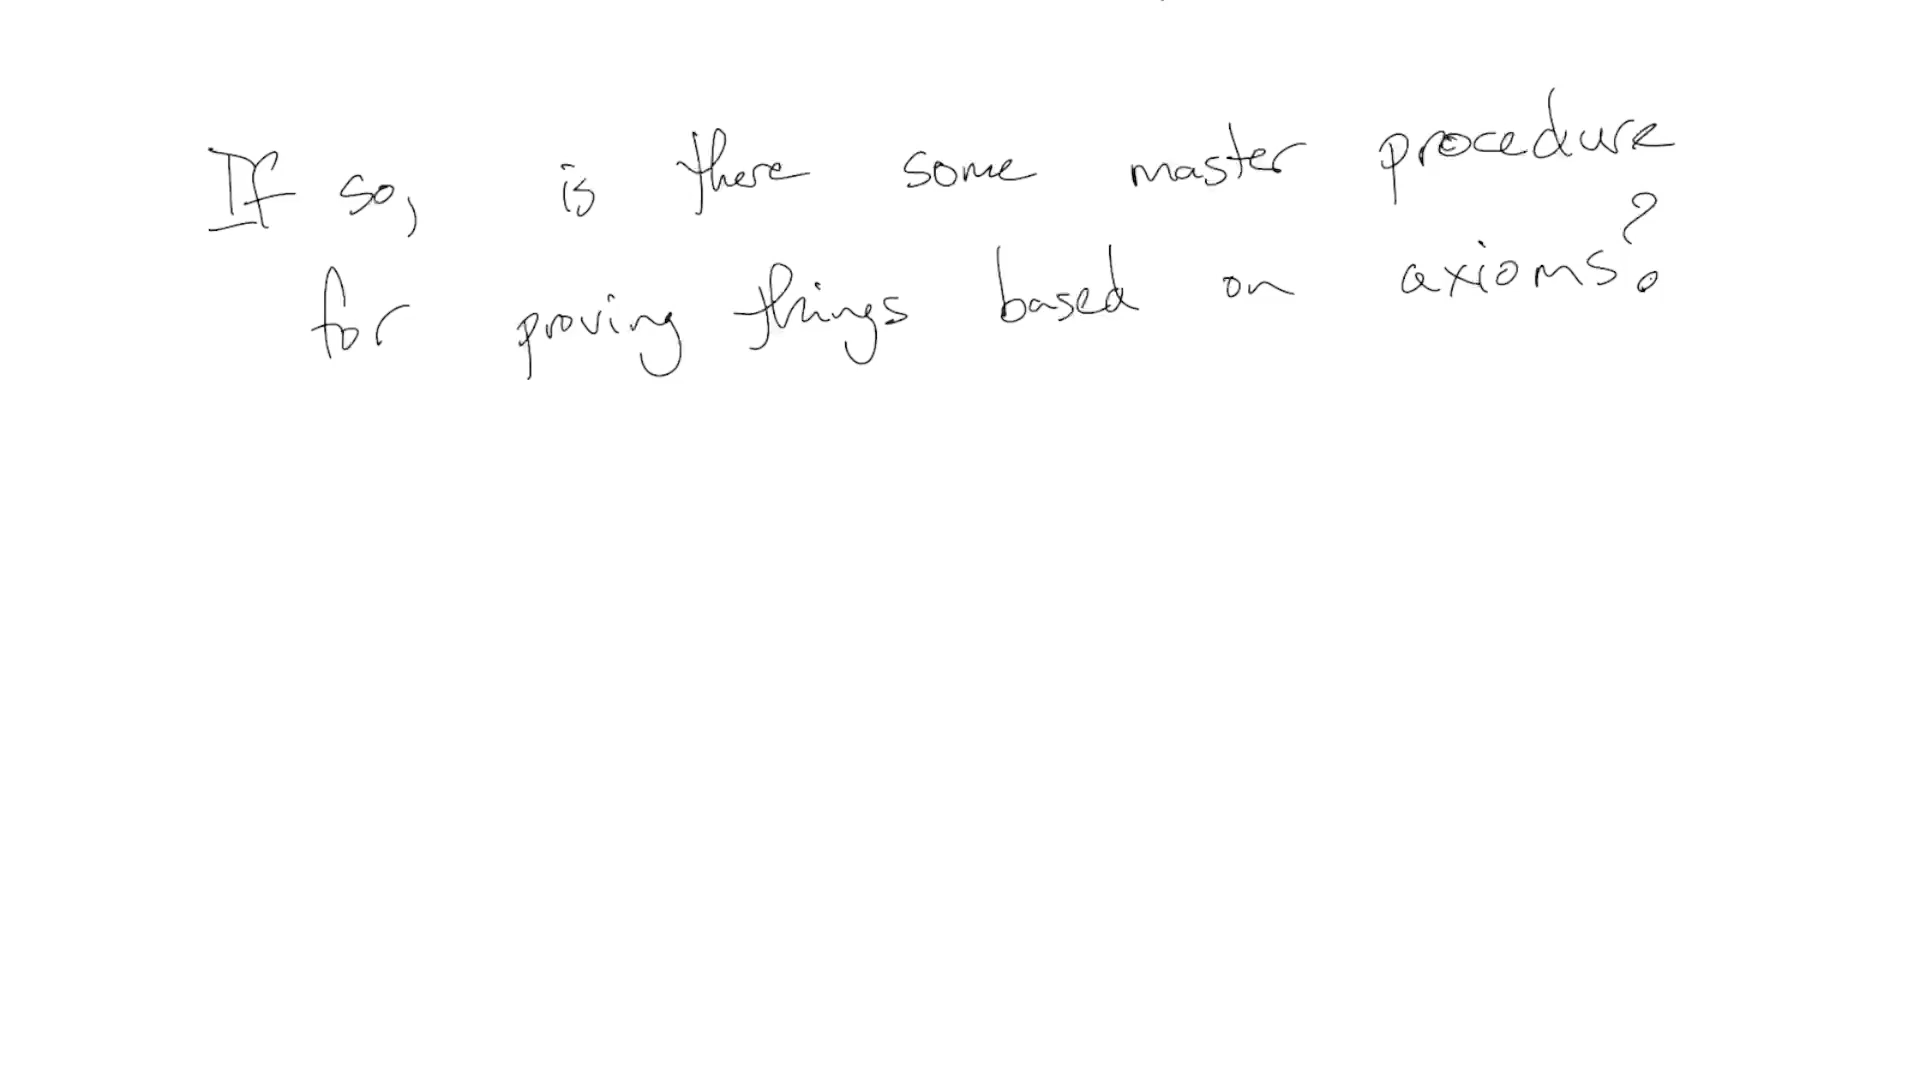 If so, is there some master procedure
for proving things based on axioms?